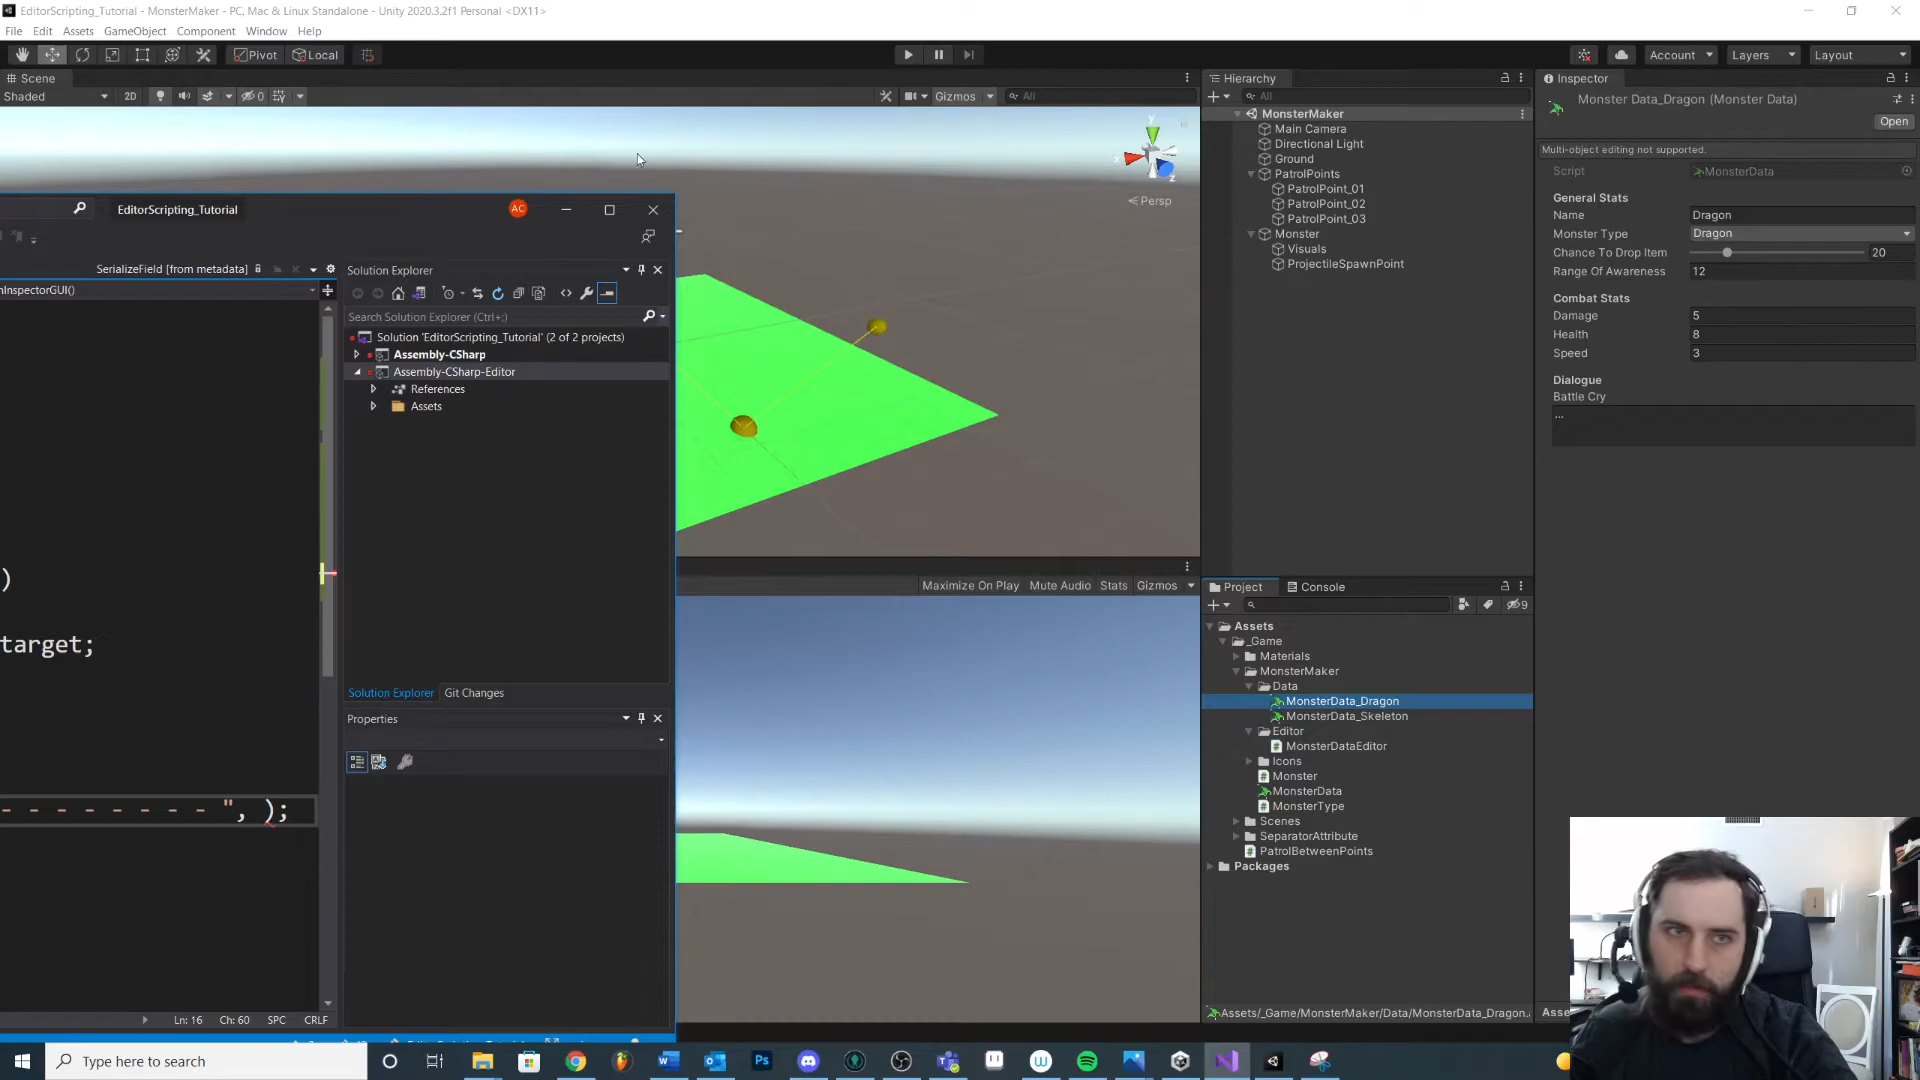 EditorScripting_Tutorial - MonsterMaker - PC, Mac & Linux Standalone - Unity 2020.3.2f1 Personal <DX11>
File Edit Assets GameObject Component Window Help
Pivot Local Account Layers Layout
Scene
Shaded 2D 0 Gizmos All
y
x
z
Persp
Hierarchy
All
MonsterMaker
Main Camera
Directional Light
Ground
PatrolPoints
PatrolPoint_01
PatrolPoint_02
PatrolPoint_03
Monster
Visuals
ProjectileSpawnPoint
Inspector
Monster Data_Dragon (Monster Data)
Open
Multi-object editing not supported.
Script MonsterData
General Stats
Name Dragon
Monster Type Dragon
Chance To Drop Item 20
Range Of Awareness 12
Combat Stats
Damage 5
Health 8
Speed 3
Dialogue
Battle Cry
...
EditorScripting_Tutorial AC
SerializeField [from metadata]
nInspectorGUI()
)
target;
- - - - - - - ", );
Ln: 16 Ch: 60 SPC CRLF
Solution Explorer
Search Solution Explorer (Ctrl+;)
Solution 'EditorScripting_Tutorial' (2 of 2 projects)
Assembly-CSharp
Assembly-CSharp-Editor
References
Assets
Solution Explorer Git Changes
Properties
Maximize On Play Mute Audio Stats Gizmos
Project Console
9
Assets
_Game
Materials
MonsterMaker
Data
MonsterData_Dragon
MonsterData_Skeleton
Editor
MonsterDataEditor
Icons
Monster
MonsterData
MonsterType
Scenes
SeparatorAttribute
PatrolBetweenPoints
Packages
Assets/_Game/MonsterMaker/Data/MonsterData_Dragon.
Asse
Type here to search